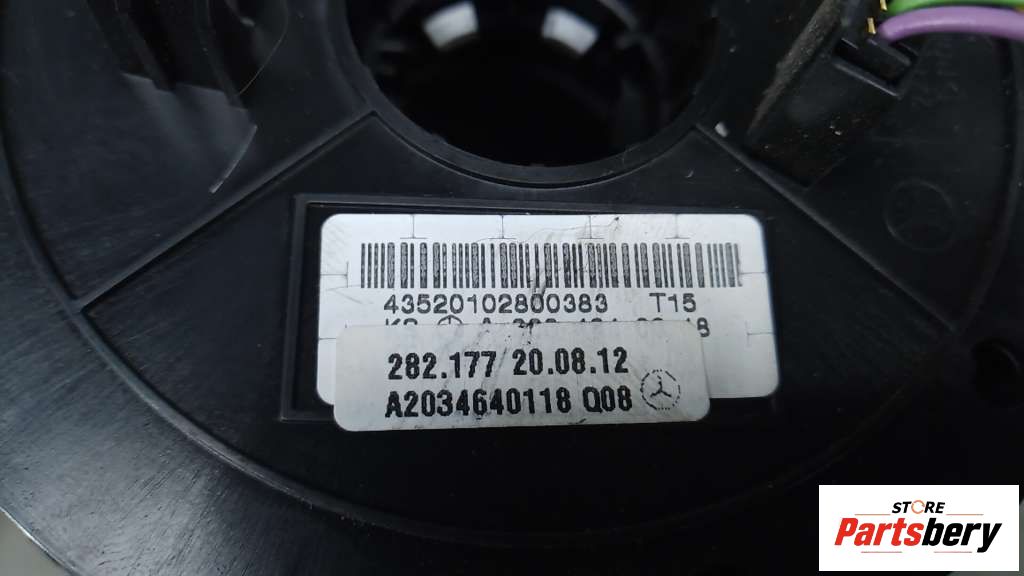 43520102800383 T15
282.177 20.08.12
A2034640118 Q08
STORE
Partsbery